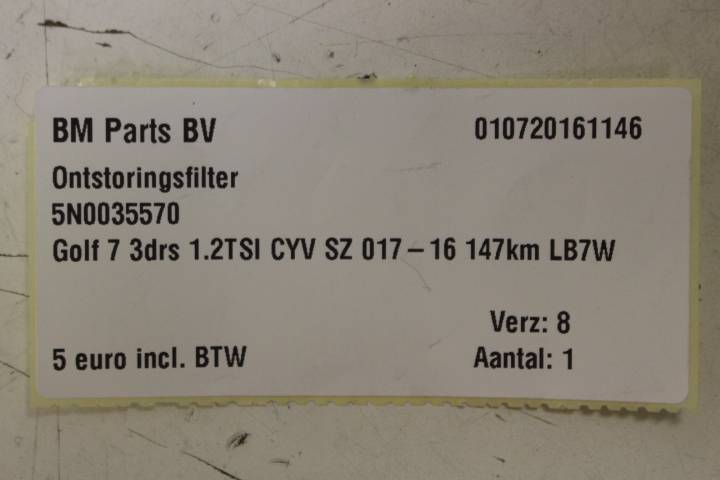 BM Parts BV 010720161146
Ontstoringsfilter
5N0035570
Golf 7 3drs 1.2TSI CYV SZ 017 – 16 147km LB7W
Verz: 8
5 euro incl. BTW Aantal: 1